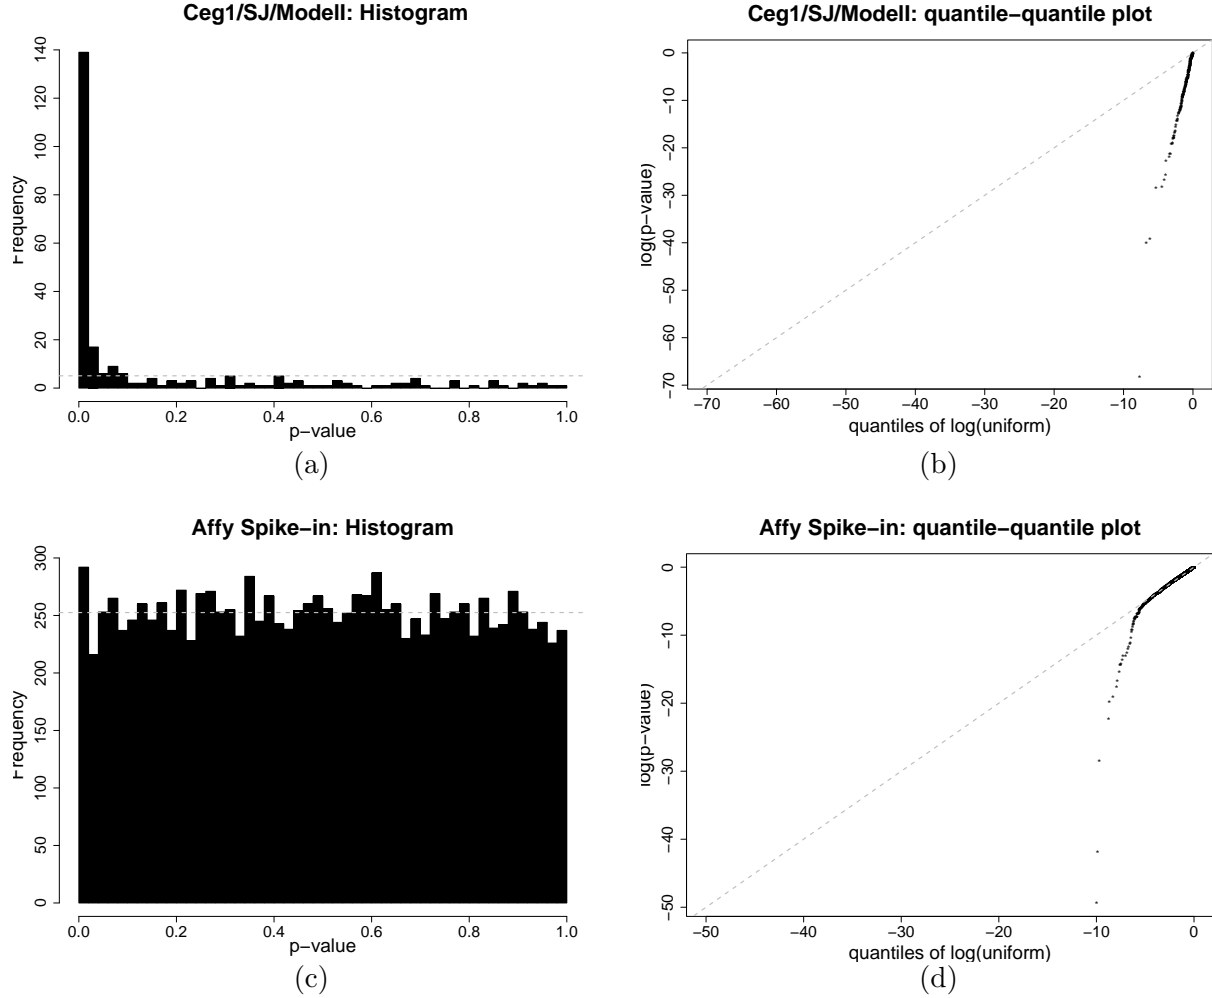 Ceg1/SJ/Modell: Histogram
Frequency
0 20 40 60 80 100 120 140
0.0 0.2 0.4 0.6 0.8 1.0
p−value
(a)
Ceg1/SJ/Modell: quantile−quantile plot
log(p−value)
−70 −60 −50 −40 −30 −20 −10 0
−70 −60 −50 −40 −30 −20 −10 0
quantiles of log(uniform)
(b)
Affy Spike−in: Histogram
Frequency
0 50 100 150 200 250 300
0.0 0.2 0.4 0.6 0.8 1.0
p−value
(c)
Affy Spike−in: quantile−quantile plot
log(p−value)
−50 −40 −30 −20 −10 0
−50 −40 −30 −20 −10 0
quantiles of log(uniform)
(d)